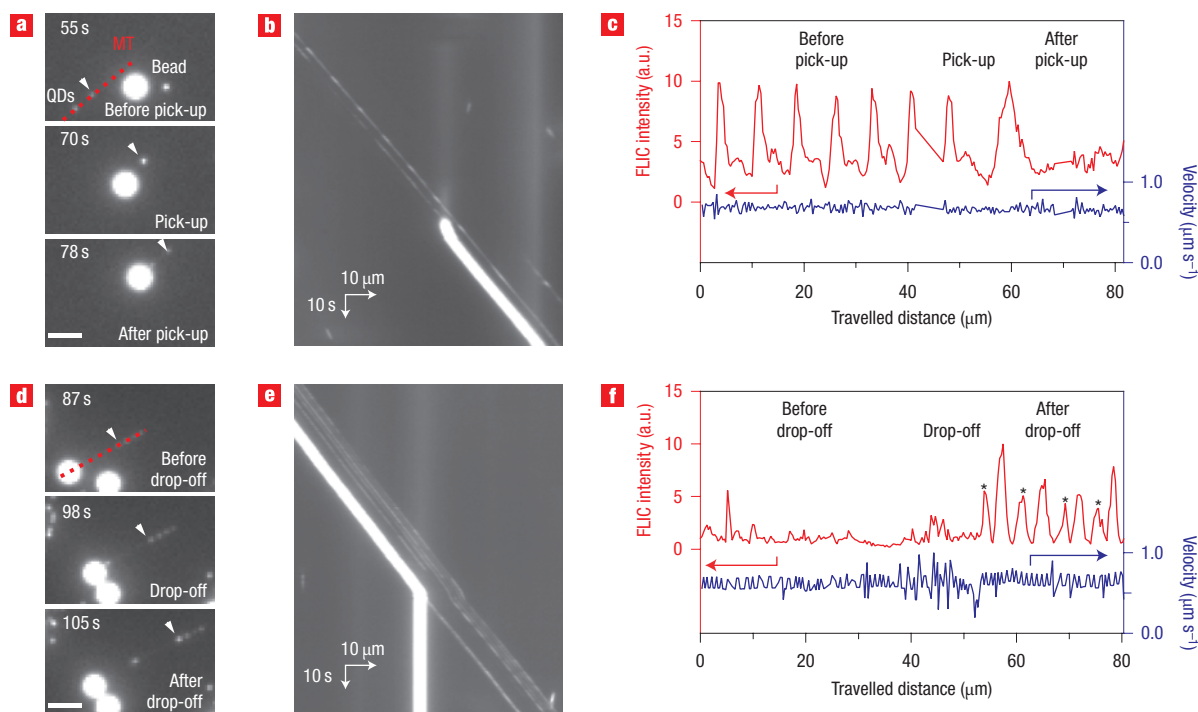 a
55 s
MT
Bead
QDs
Before pick-up
70 s
Pick-up
78 s
After pick-up
b
10 μm
10 s
c
15
10
5
0
FLIC intensity (a.u.)
Before
pick-up
Pick-up
After
pick-up
1.0
0.0
Velocity (μm s⁻¹)
0
20
40
60
80
Travelled distance (μm)
d
87 s
Before
drop-off
98 s
Drop-off
105 s
After
drop-off
e
10 μm
10 s
f
15
10
5
0
FLIC intensity (a.u.)
Before
drop-off
Drop-off
After
drop-off
*
*
*
*
1.0
0.0
Velocity (μm s⁻¹)
0
20
40
60
80
Travelled distance (μm)